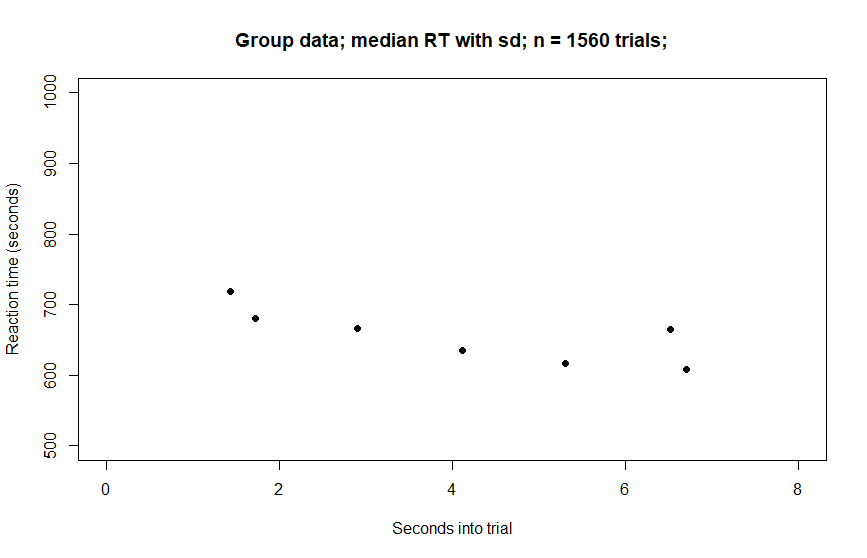 Group data; median RT with sd; n = 1560 trials;
Reaction time (seconds)
1000
900
800
700
600
500
0 2 4 6 8
Seconds into trial